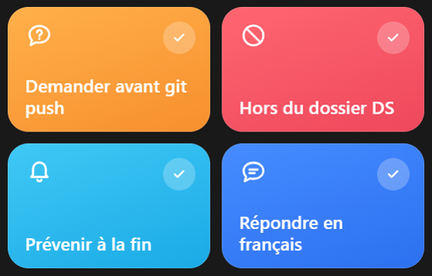 Demander avant git
push
Hors du dossier DS
Prévenir à la fin
Répondre en
français